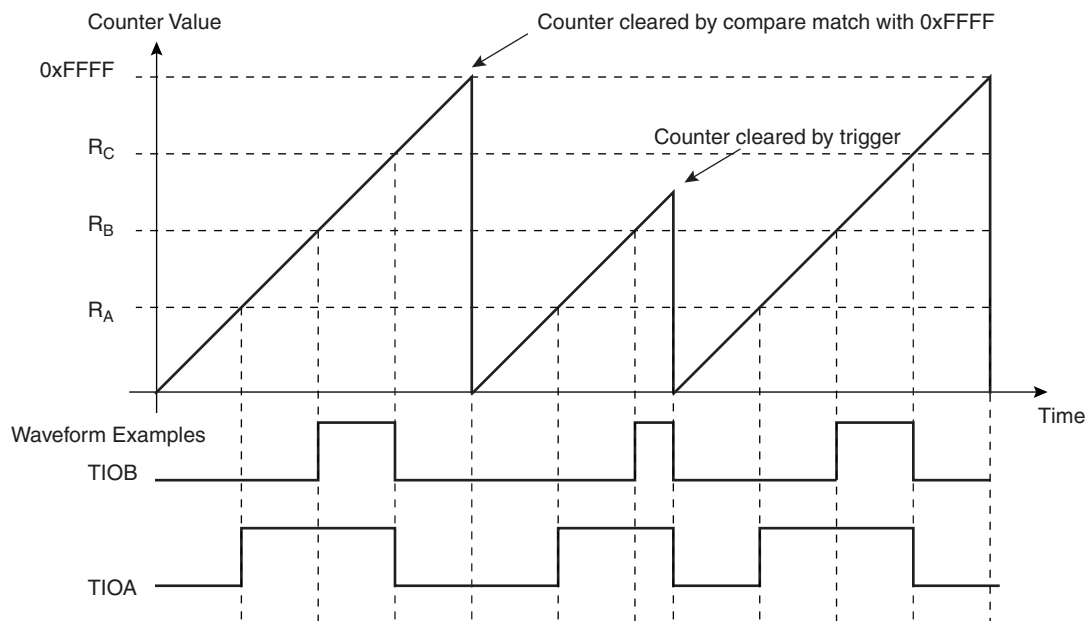 Counter Value
Counter cleared by compare match with 0xFFFF
0xFFFF
RC
Counter cleared by trigger
RB
RA
Time
Waveform Examples
TIOB
TIOA